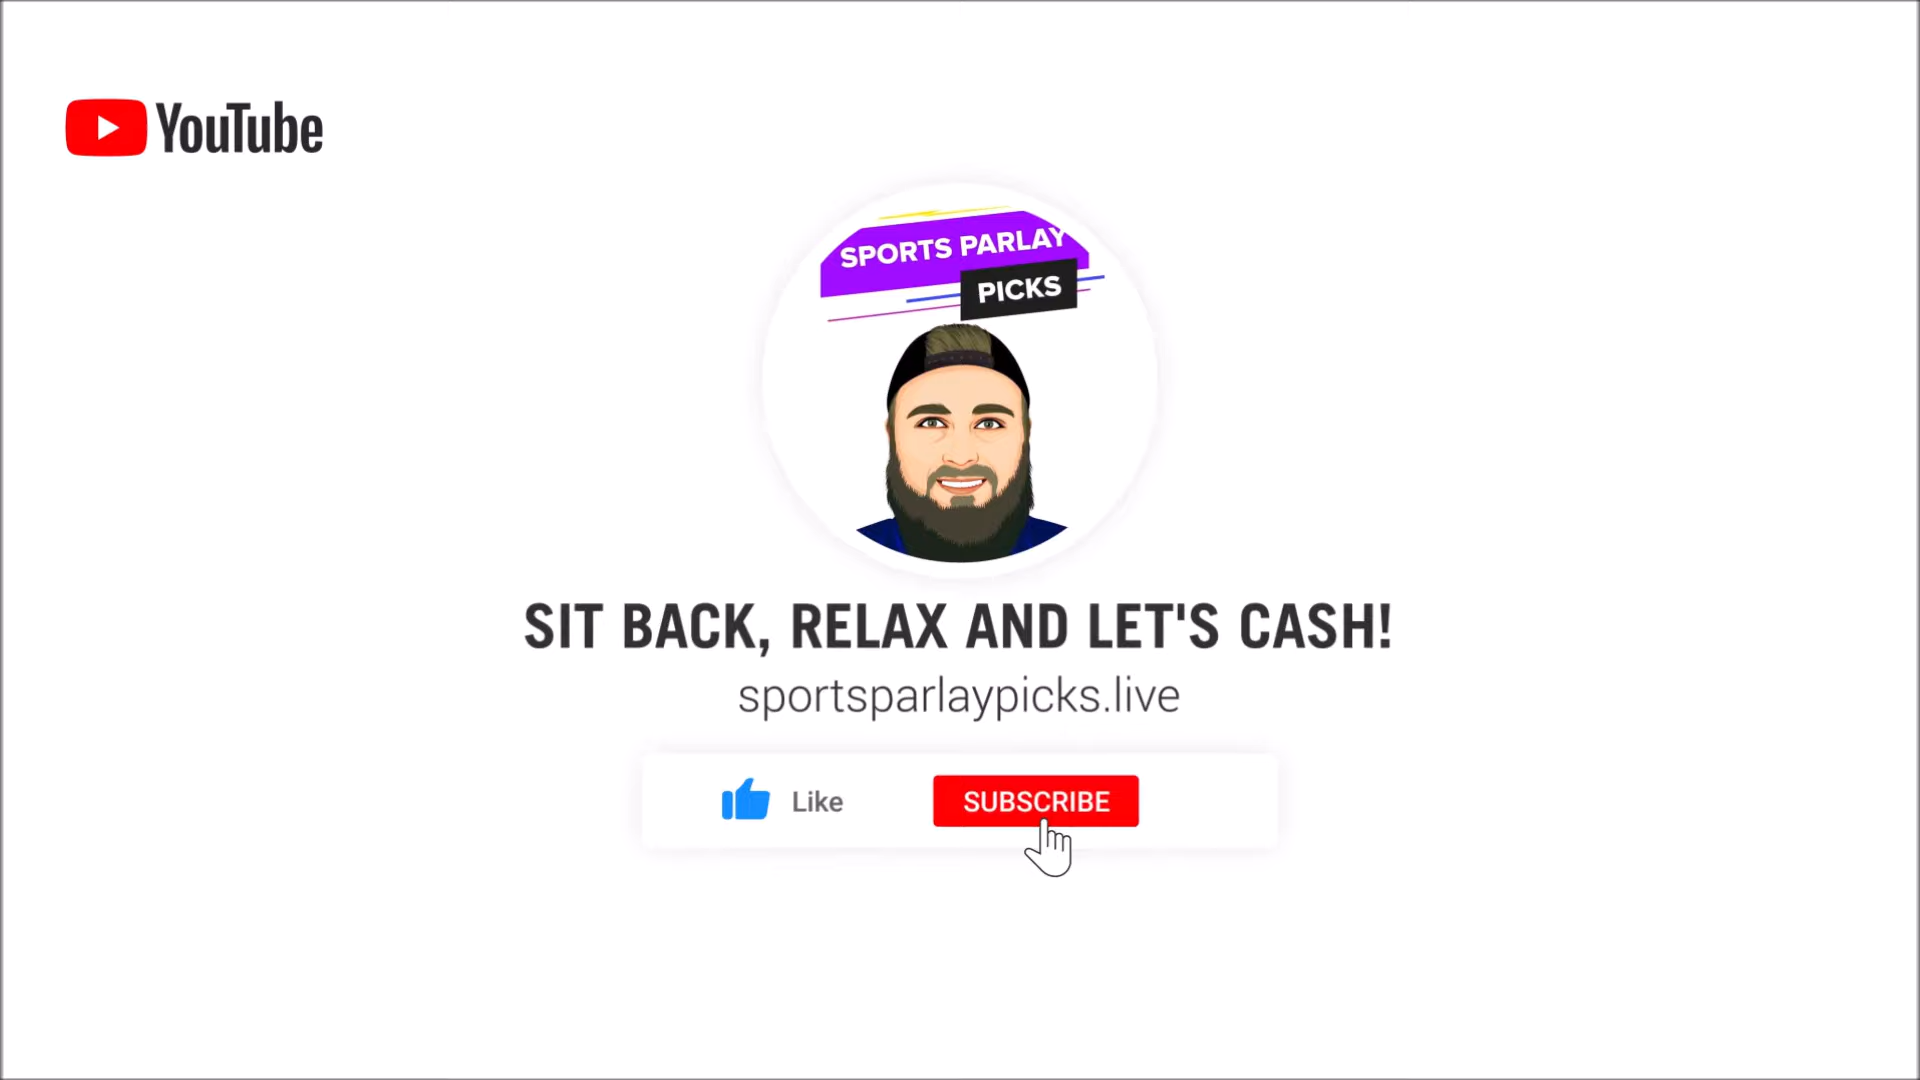 YouTube
SPORTS PARLAY
PICKS
SIT BACK, RELAX AND LET'S CASH!
sportsparlaypicks.live
Like
SUBSCRIBE